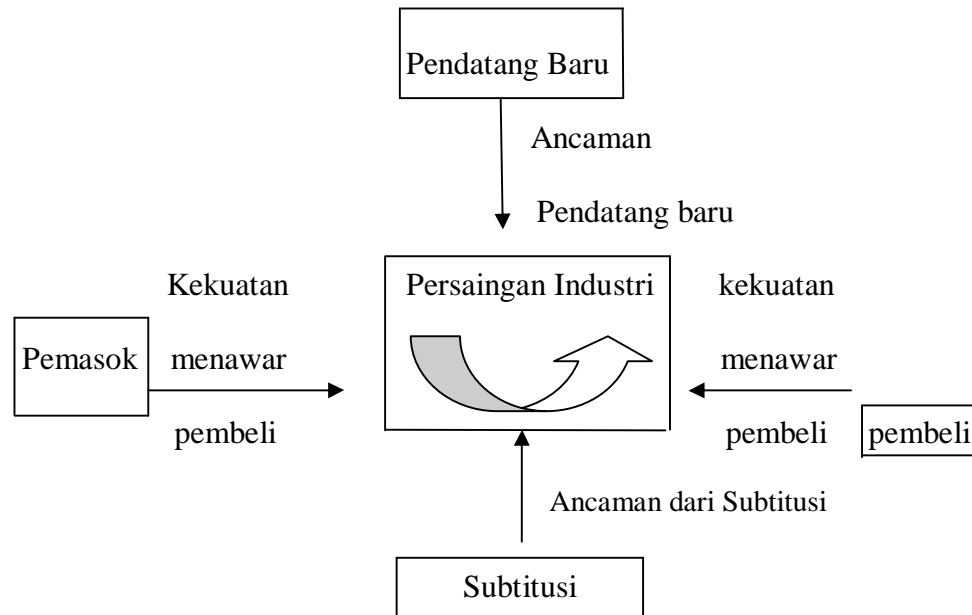 Pendatang Baru
Ancaman
Pendatang baru
Kekuatan
Persaingan Industri
kekuatan
Pemasok
menawar
menawar
pembeli
pembeli
pembeli
Ancaman dari Subtitusi
Subtitusi